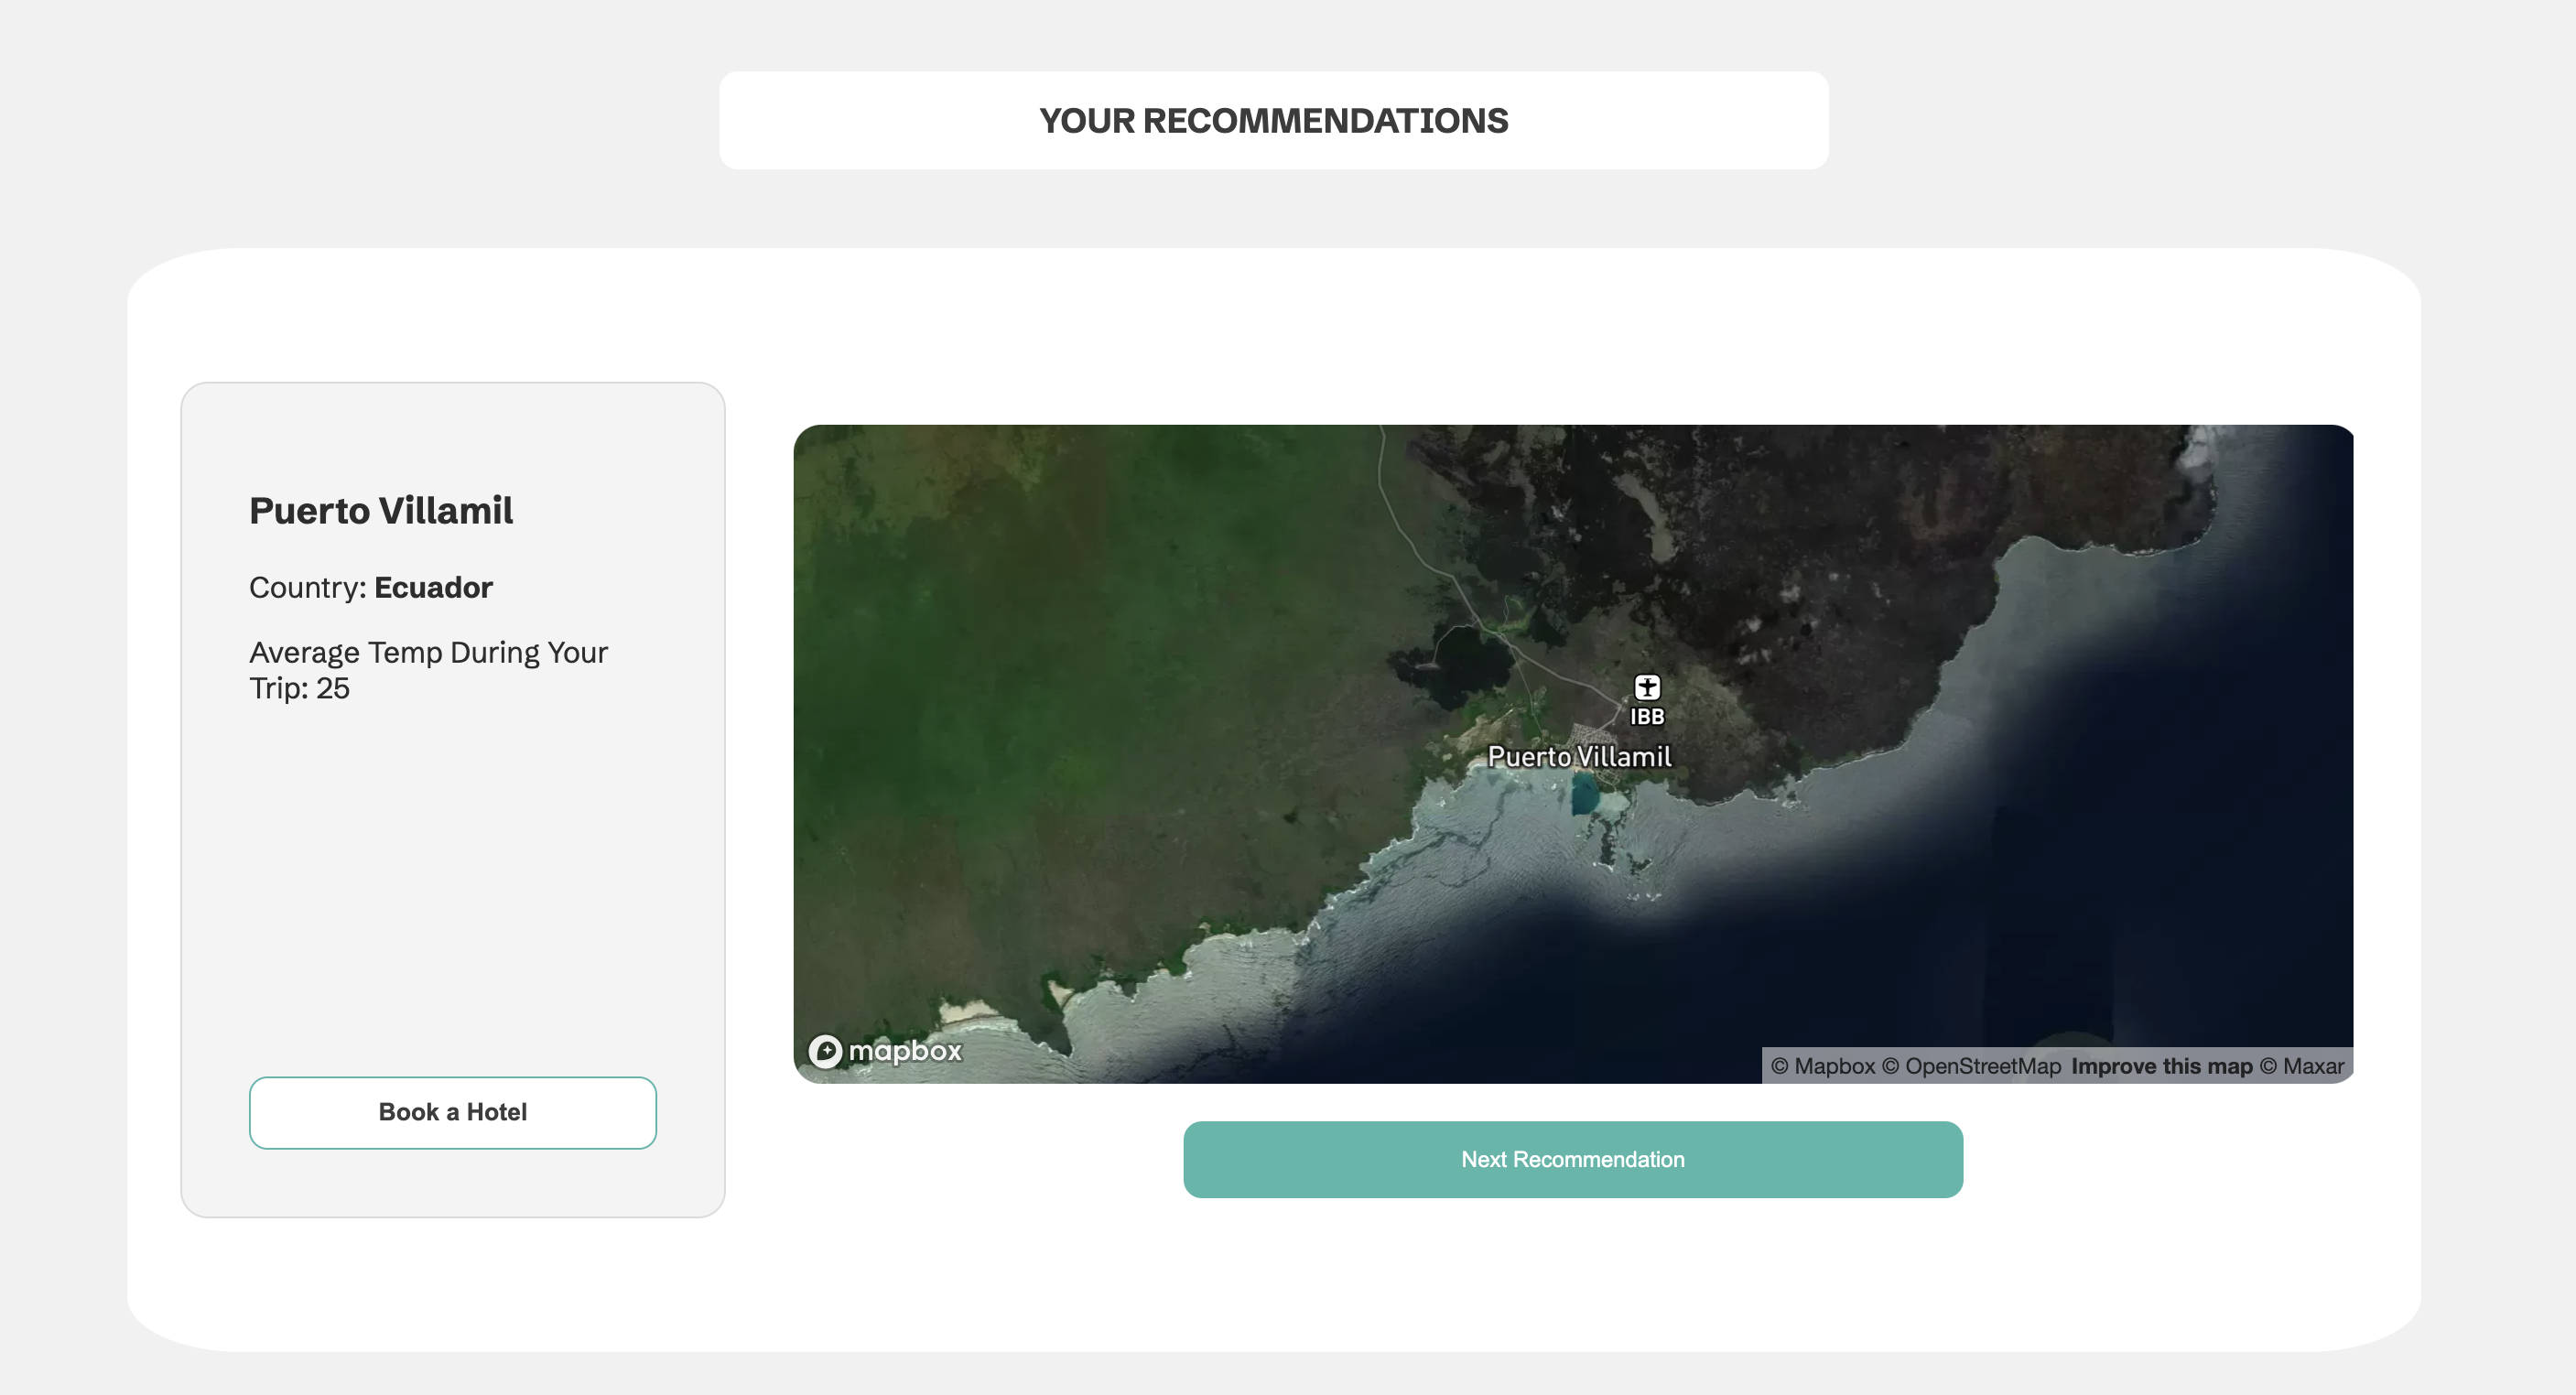 YOUR RECOMMENDATIONS
Puerto Villamil
Country: Ecuador
Average Temp During Your
Trip: 25
Book a Hotel
IBB
Puerto Villamil
mapbox
© Mapbox © OpenStreetMap Improve this map © Maxar
Next Recommendation